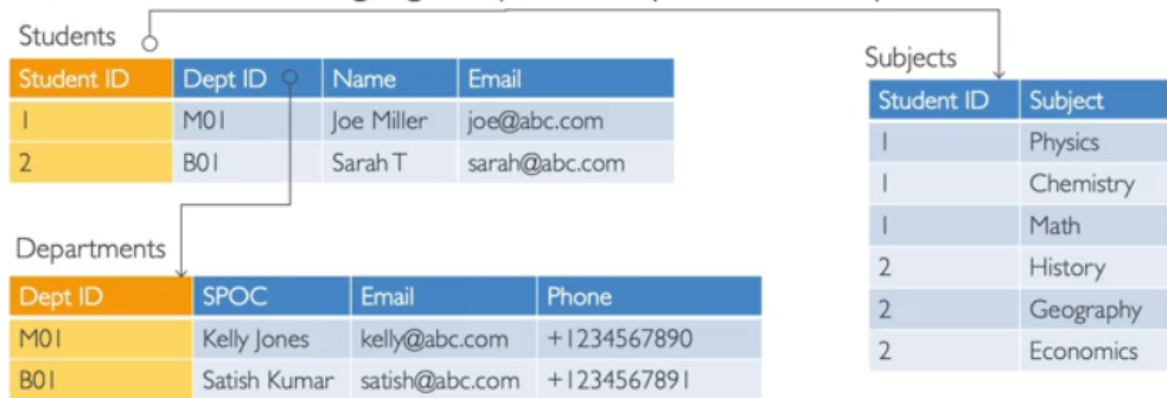 Students
Student ID Dept ID Name Email
1 M01 Joe Miller joe@abc.com
2 B01 Sarah T sarah@abc.com
Departments
Dept ID SPOC Email Phone
M01 Kelly Jones kelly@abc.com +1234567890
B01 Satish Kumar satish@abc.com +1234567891
Subjects
Student ID Subject
1 Physics
1 Chemistry
1 Math
2 History
2 Geography
2 Economics